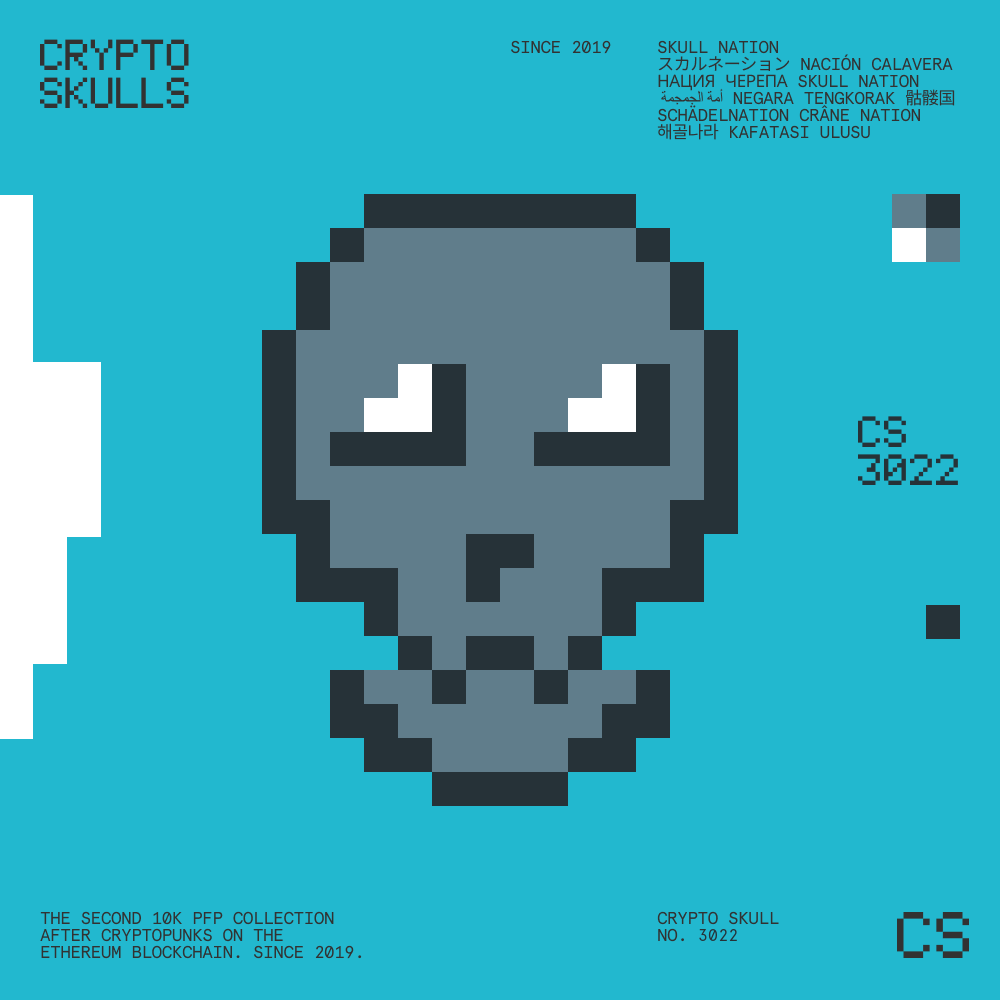 CRYPTO
SKULLS
SINCE 2019
SKULL NATION
スカルネーション NACIÓN CALAVERA
НАЦИЯ ЧЕРЕПА SKULL NATION
أمة الجمجمة NEGARA TENGKORAK 骷髅国
SCHÄDELNATION CRÂNE NATION
해골나라 KAFATASI ULUSU
CS
3022
THE SECOND 10K PFP COLLECTION
AFTER CRYPTOPUNKS ON THE
ETHEREUM BLOCKCHAIN. SINCE 2019.
CRYPTO SKULL
NO. 3022
CS